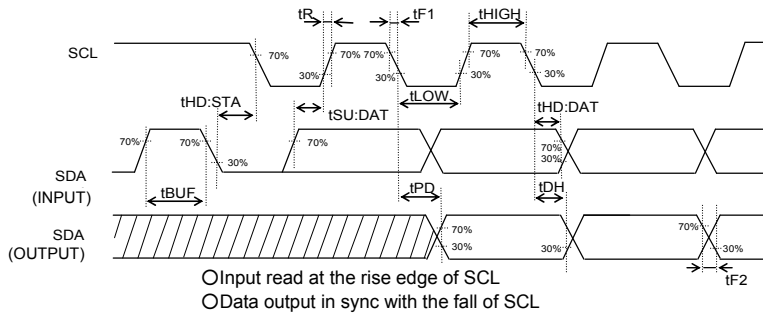 tR tF1 tHIGH
SCL 70% 70% 70% 70% 70%
30% 30% 30% 30%
tHD:STA tLOW
tSU:DAT tHD:DAT
70% 70% 70% 70%
30% 30%
SDA
(INPUT)
tBUF tPD tDH
SDA
(OUTPUT)
70% 70%
30% 30% 30%
tF2
○Input read at the rise edge of SCL
○Data output in sync with the fall of SCL